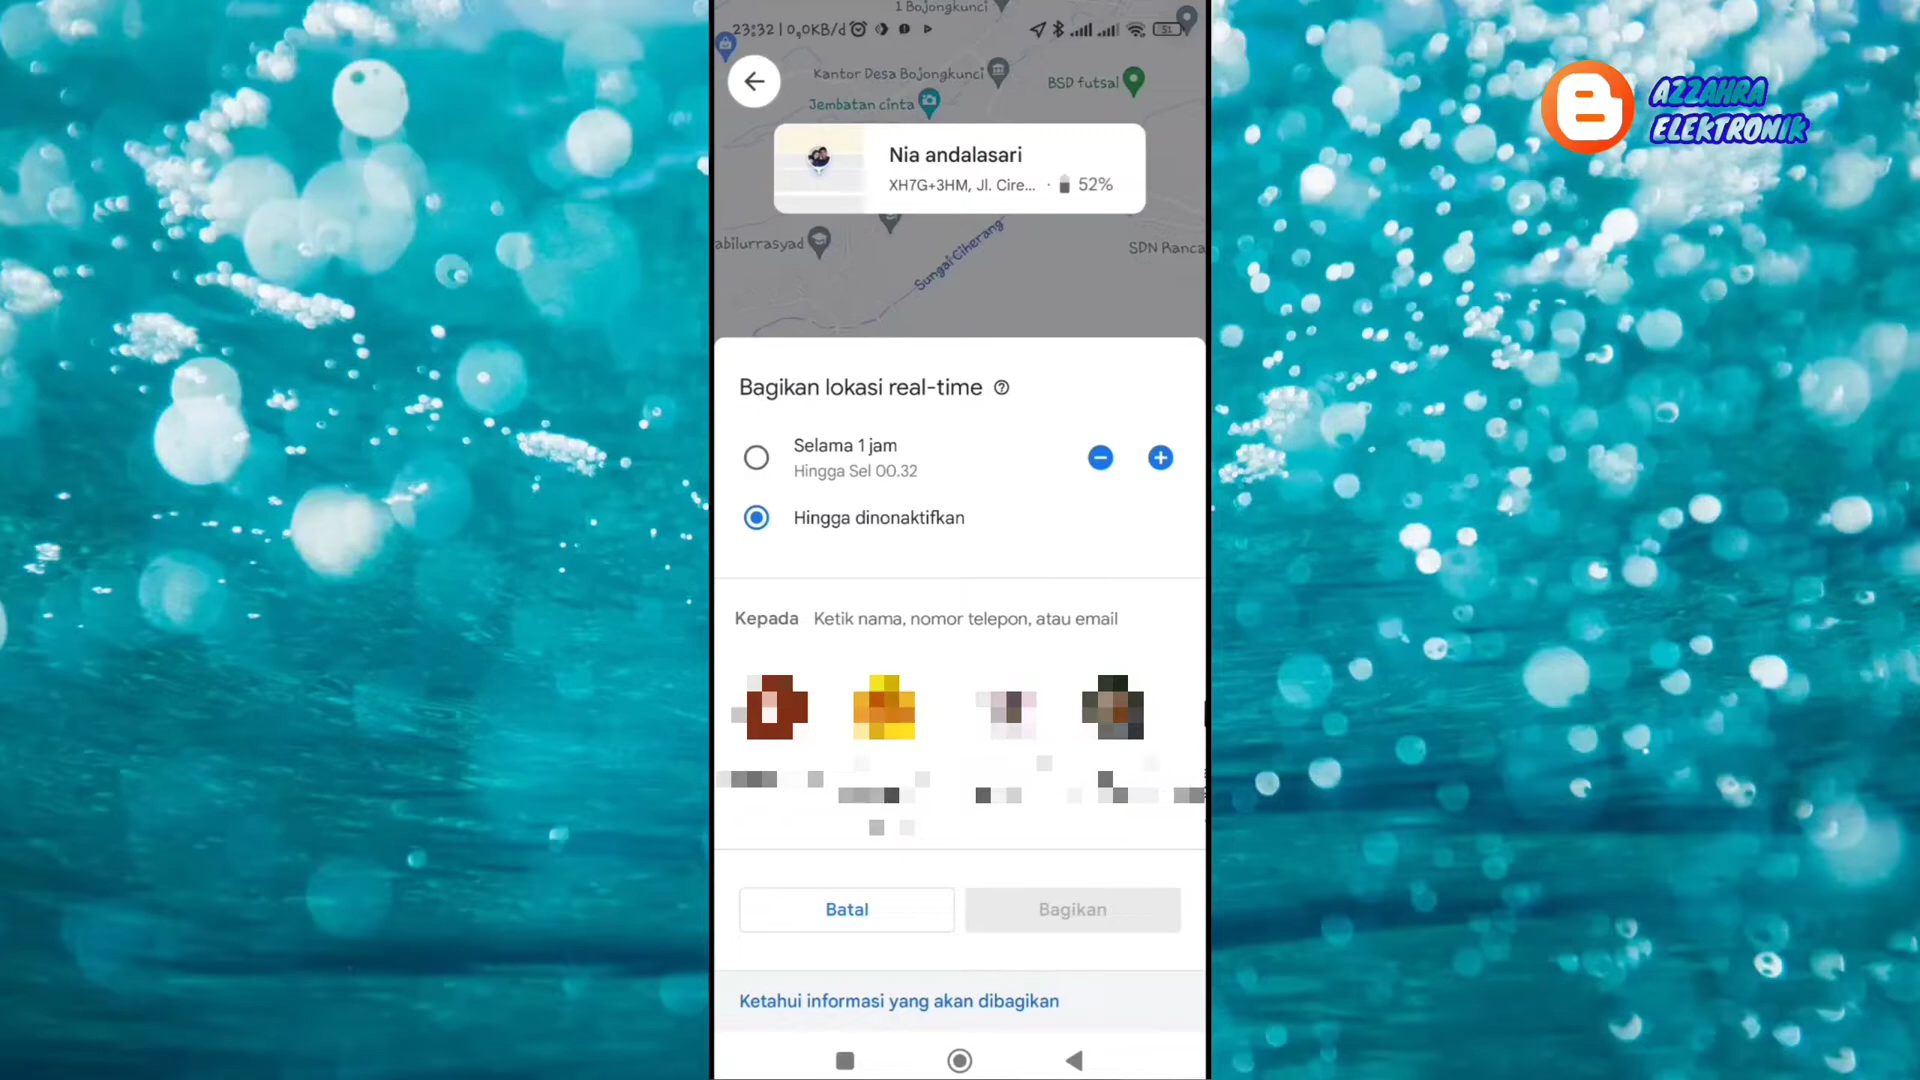 1 Bojongkunci
23:32 | 0,0KB/d
51
Kantor Desa Bojongkunci
BSD futsal
Jembatan cinta
AZZAHRA
ELEKTRONIK
Nia andalasari
XH7G+3HM, Jl. Cire... · 52%
abilurrasyad
SDN Ranca
Sungai Ciherang
Bagikan lokasi real-time
Selama 1 jam
Hingga Sel 00.32
Hingga dinonaktifkan
Kepada Ketik nama, nomor telepon, atau email
Batal
Bagikan
Ketahui informasi yang akan dibagikan